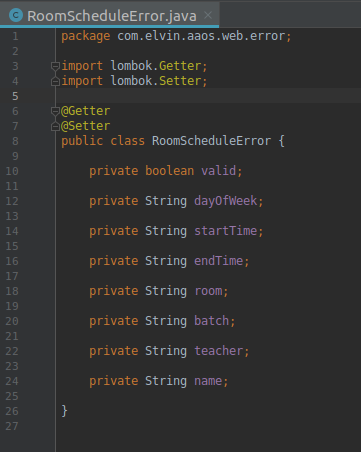 RoomScheduleError.java
1 package com.elvin.aaos.web.error;
2
3 import lombok.Getter;
4 import lombok.Setter;
5
6 @Getter
7 @Setter
8 public class RoomScheduleError {
9
10 private boolean valid;
11
12 private String dayOfWeek;
13
14 private String startTime;
15
16 private String endTime;
17
18 private String room;
19
20 private String batch;
21
22 private String teacher;
23
24 private String name;
25
26 }
27